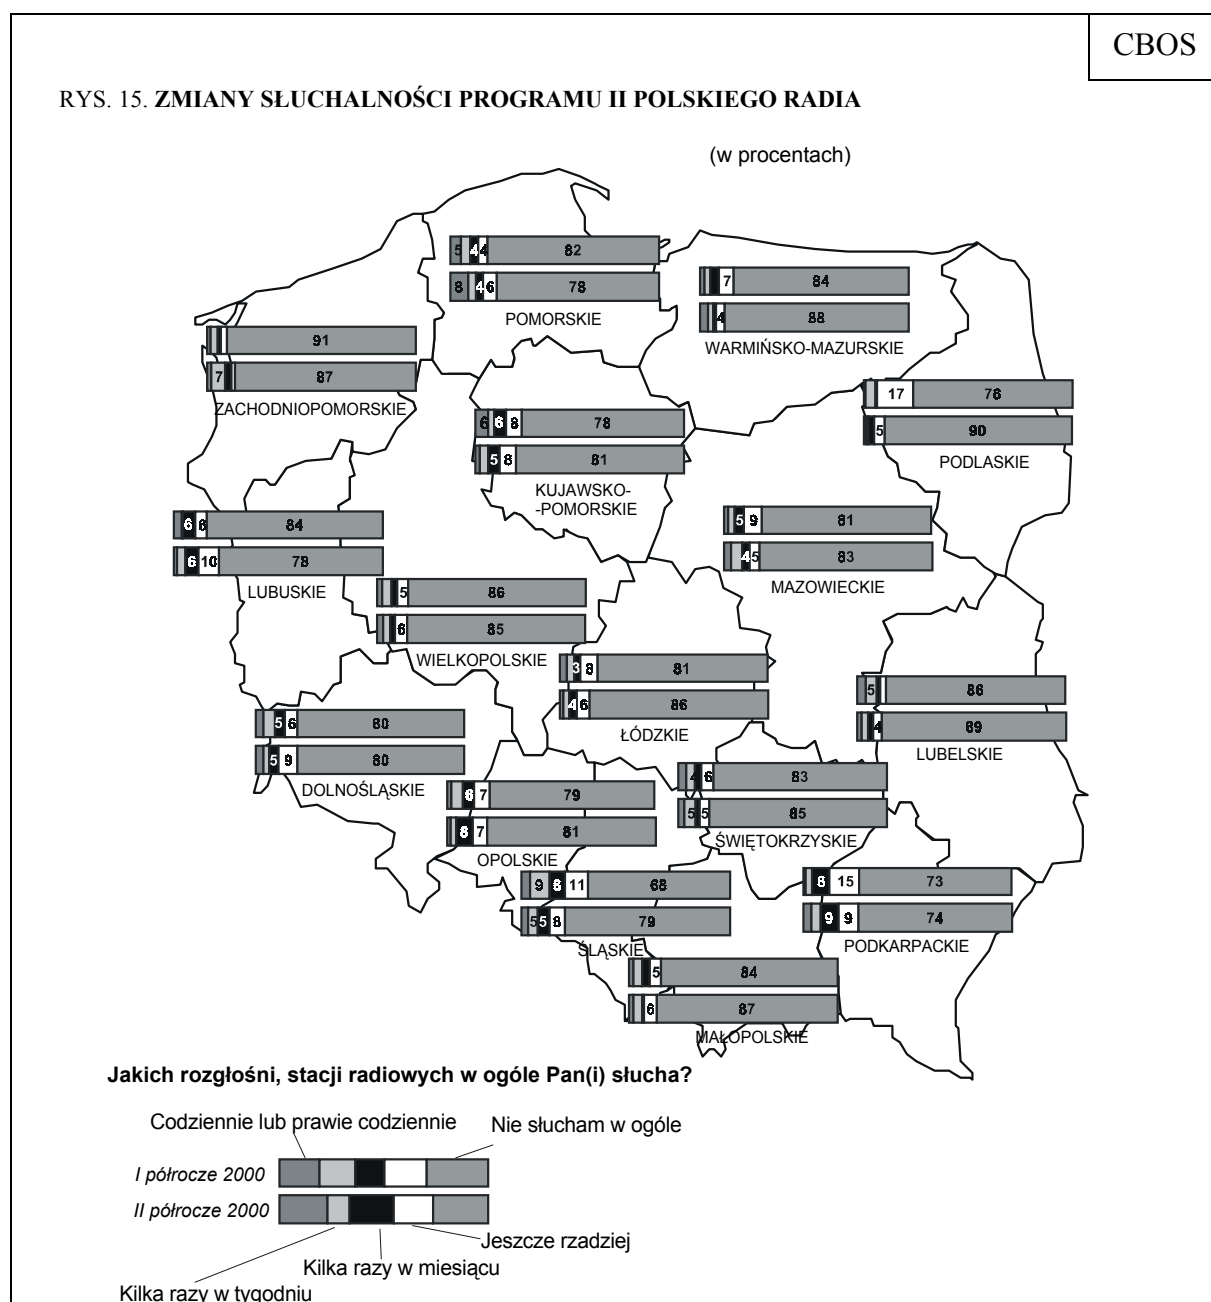 CBOS
RYS. 15. ZMIANY SŁUCHALNOŚCI PROGRAMU II POLSKIEGO RADIA
(w procentach)
5 4 4 82
8 4 6 78
POMORSKIE
7 84
4 88
WARMIŃSKO-MAZURSKIE
91
7 87
ZACHODNIOPOMORSKIE
17 76
5 90
PODLASKIE
6 6 8 78
5 8 81
KUJAWSKO-
-POMORSKIE
6 6 84
6 10 78
LUBUSKIE
5 9 81
4 5 83
MAZOWIECKIE
5 86
6 85
WIELKOPOLSKIE
3 8 81
4 6 86
ŁÓDZKIE
5 86
4 89
LUBELSKIE
5 6 80
5 9 80
DOLNOŚLĄSKIE
4 6 83
5 5 85
ŚWIĘTOKRZYSKIE
6 7 79
8 7 81
OPOLSKIE
9 8 11 68
5 5 8 79
ŚLĄSKIE
8 15 73
9 9 74
PODKARPACKIE
5 84
6 87
MAŁOPOLSKIE
Jakich rozgłośni, stacji radiowych w ogóle Pan(i) słucha?
Codziennie lub prawie codziennie
Nie słucham w ogóle
I półrocze 2000
II półrocze 2000
Jeszcze rzadziej
Kilka razy w miesiącu
Kilka razy w tygodniu